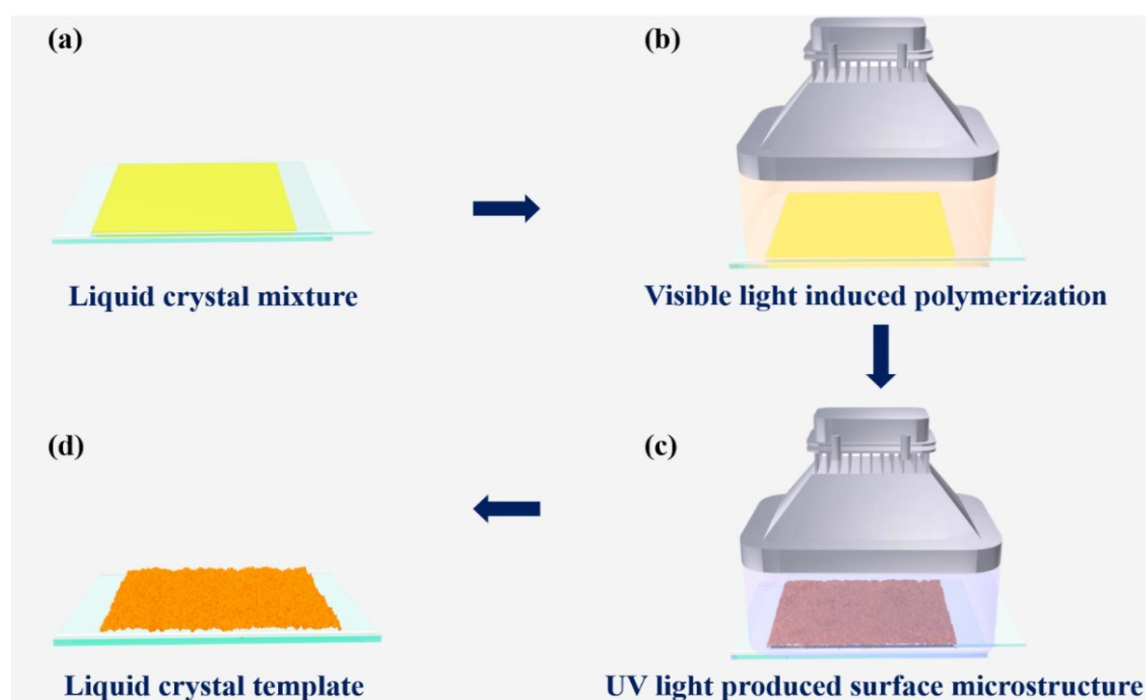 (a)
Liquid crystal mixture
(b)
Visible light induced polymerization
(c)
UV light produced surface microstructure
(d)
Liquid crystal template